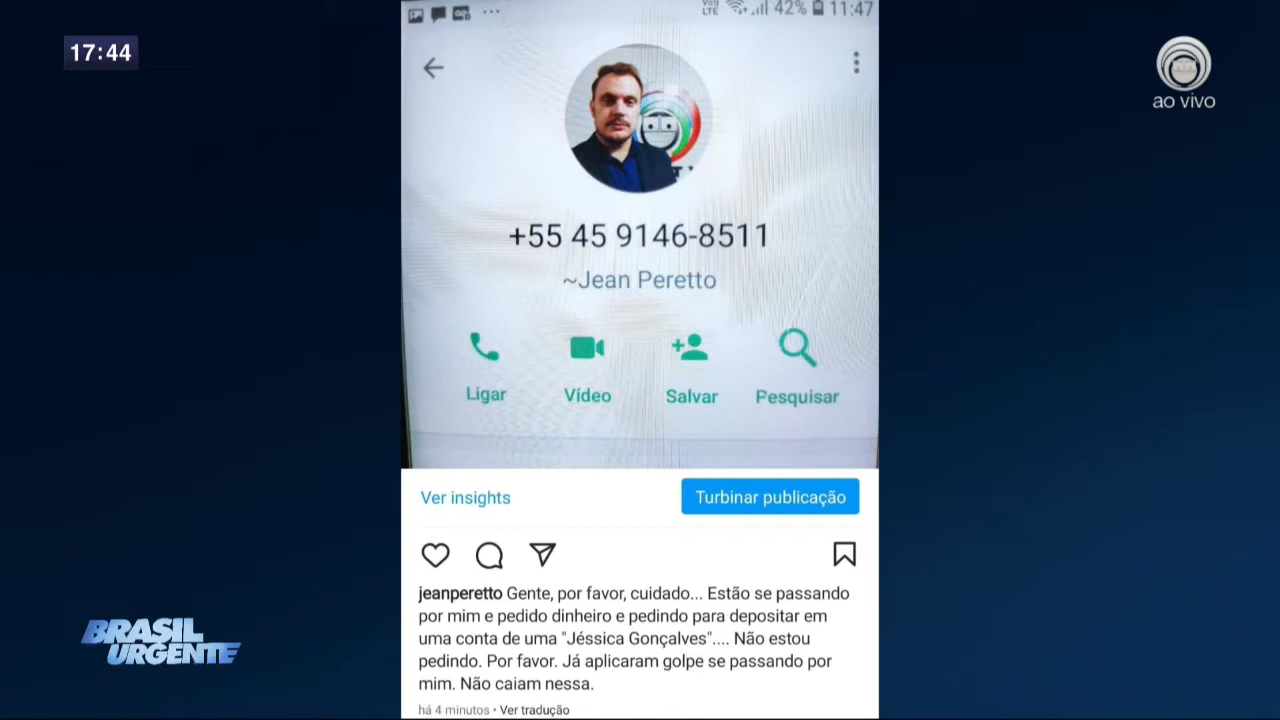 17:44
42%
11:47
ao vivo
+55 45 9146-8511
~Jean Peretto
Ligar
Vídeo
Salvar
Pesquisar
Ver insights
Turbinar publicação
jeanperetto Gente, por favor, cuidado... Estão se passando
por mim e pedido dinheiro e pedindo para depositar em
uma conta de uma "Jéssica Gonçalves".... Não estou
pedindo. Por favor. Já aplicaram golpe se passando por
mim. Não caiam nessa.
há 4 minutos • Ver tradução
BRASIL
URGENTE